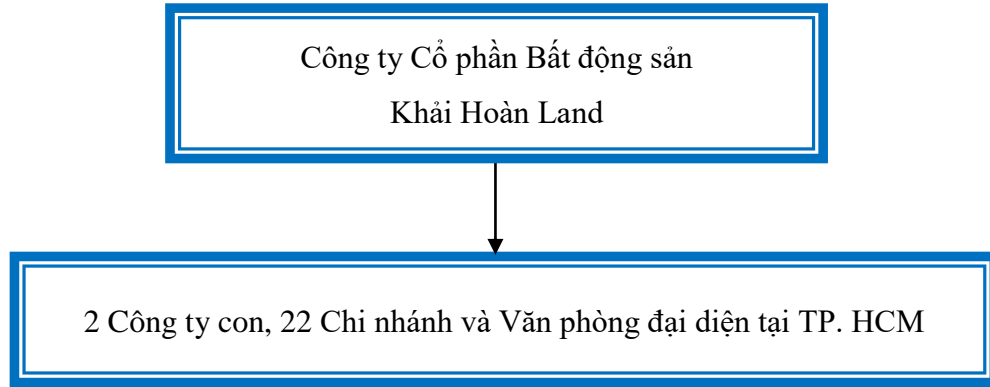 Công ty Cổ phần Bất động sản
Khải Hoàn Land
2 Công ty con, 22 Chi nhánh và Văn phòng đại diện tại TP. HCM